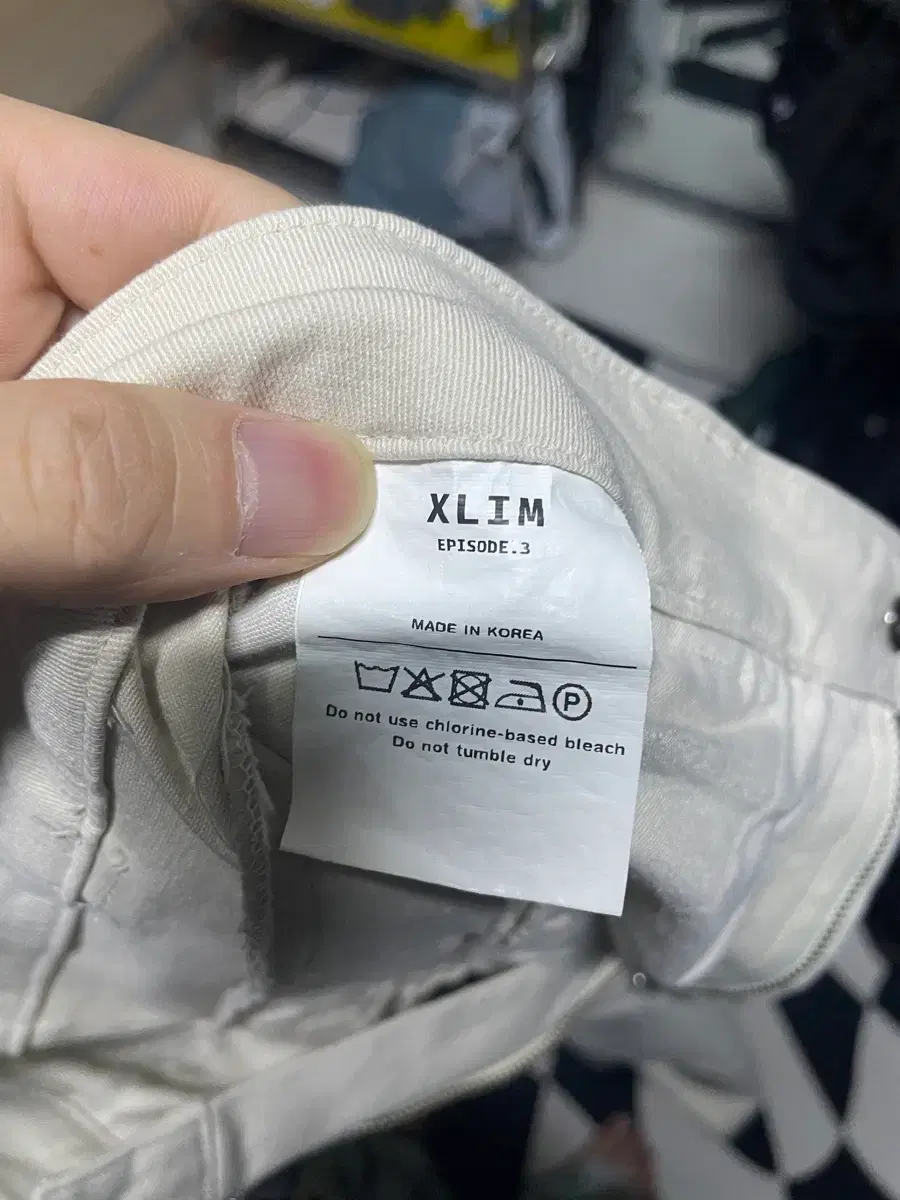 XLIM
EPISODE.3
MADE IN KOREA
P
Do not use chlorine-based bleach
Do not tumble dry